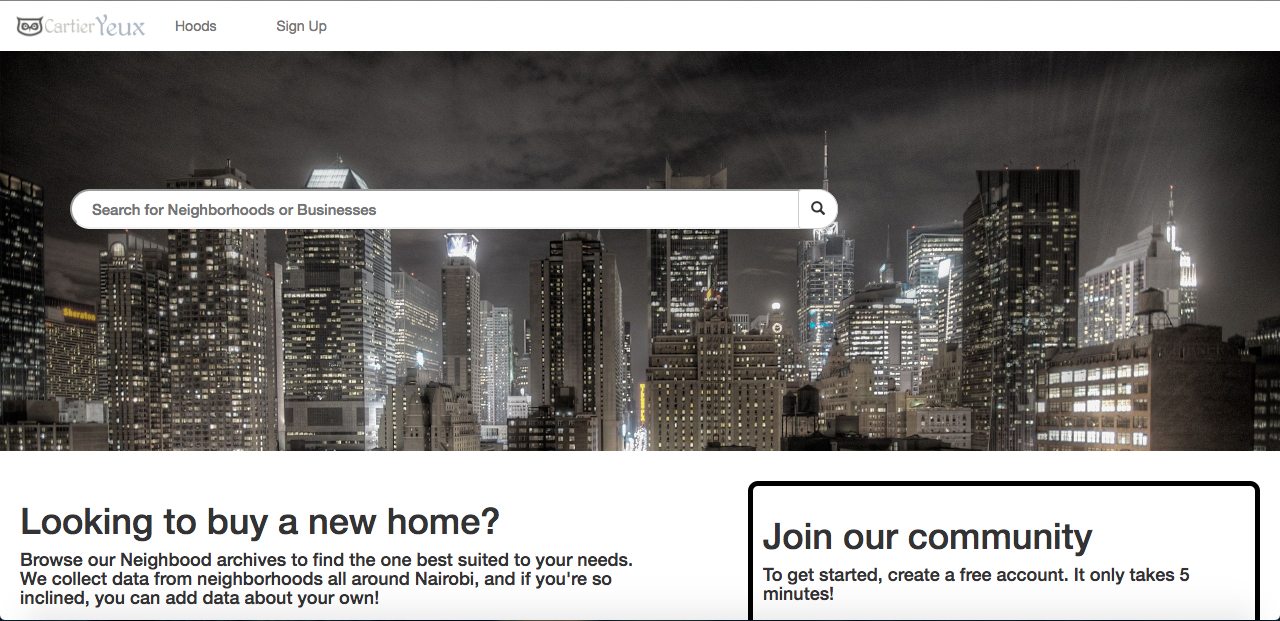 CartierYeux
Hoods
Sign Up
Search for Neighborhoods or Businesses
Sheraton
W
Looking to buy a new home?
Browse our Neighbood archives to find the one best suited to your needs.
We collect data from neighborhoods all around Nairobi, and if you're so
inclined, you can add data about your own!
Join our community
To get started, create a free account. It only takes 5
minutes!